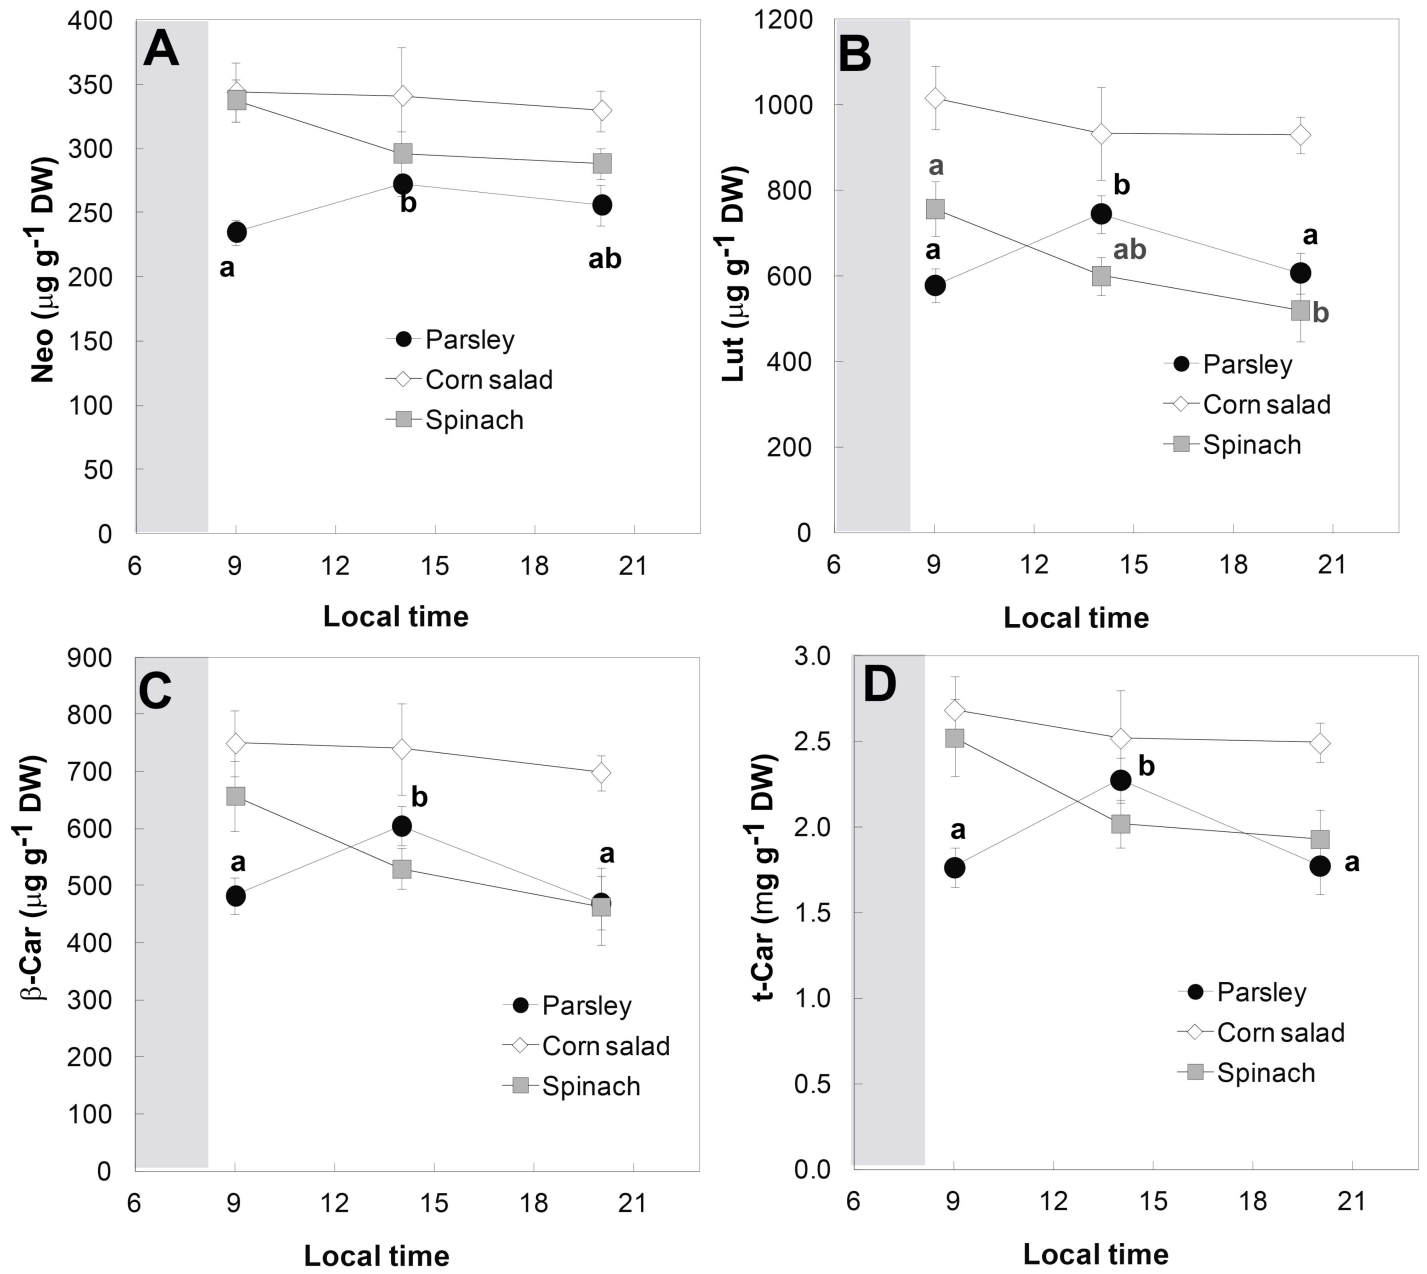 A
400
350
300
250
200
150
100
50
0
Neo (μg g-1 DW)
a
b
ab
Parsley
Corn salad
Spinach
6 9 12 15 18 21
Local time
B
1200
1000
800
600
400
200
0
Lut (μg g-1 DW)
a
a
b
ab
a
b
Parsley
Corn salad
Spinach
6 9 12 15 18 21
Local time
C
900
800
700
600
500
400
300
200
100
0
β-Car (μg g-1 DW)
a
b
a
Parsley
Corn salad
Spinach
6 9 12 15 18 21
Local time
D
3.0
2.5
2.0
1.5
1.0
0.5
0.0
t-Car (mg g-1 DW)
a
b
a
Parsley
Corn salad
Spinach
6 9 12 15 18 21
Local time